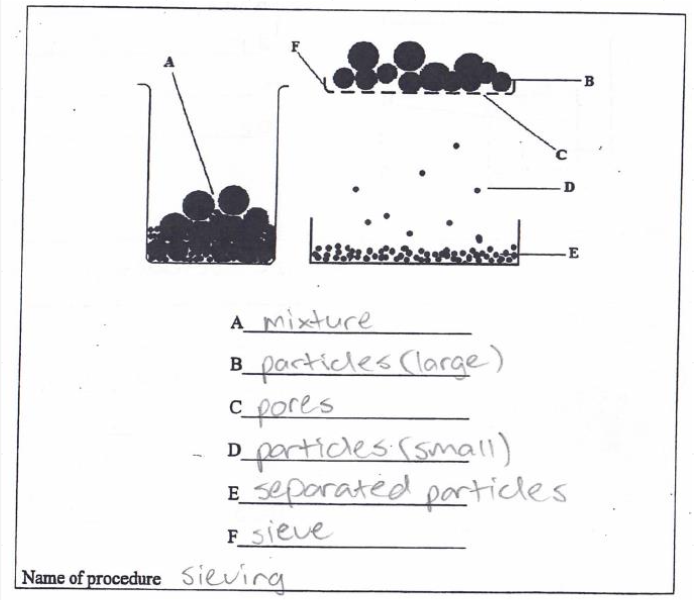 F
A
B
C
D
E
A mixture
B particles (large)
C pores
D particles (small)
E separated particles
F sieve
Name of procedure sieving